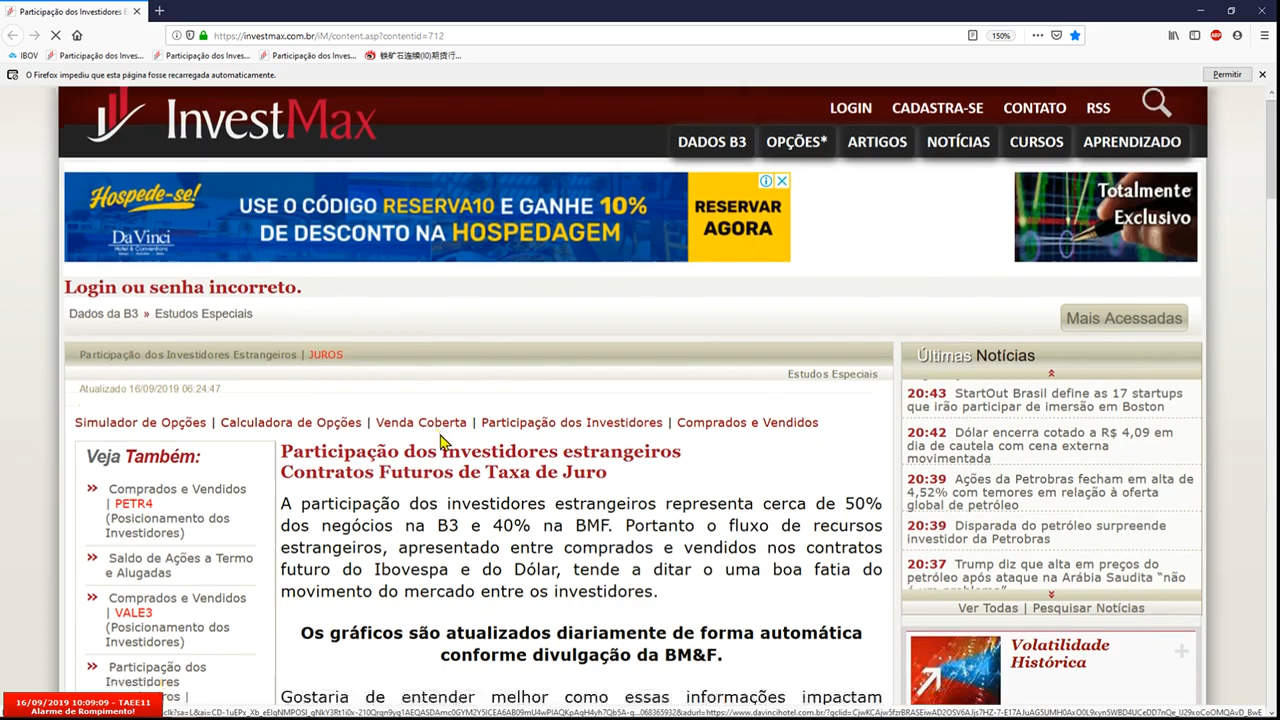 Participação dos Investidores E
https://investmax.com.br/iM/content.asp?contentid=712
150%
IBOV
Participação dos Inves...
Participação dos Inves...
Participação dos Inves...
铁矿石连续(I0)期货行...
O Firefox impediu que esta página fosse recarregada automaticamente.
Permitir
InvestMax
LOGIN
CADASTRA-SE
CONTATO
RSS
DADOS B3
OPÇÕES*
ARTIGOS
NOTÍCIAS
CURSOS
APRENDIZADO
Hospede-se!
DaVinci
USE O CÓDIGO RESERVA10 E GANHE 10%
DE DESCONTO NA HOSPEDAGEM
RESERVAR
AGORA
Totalmente
Exclusivo
Login ou senha incorreto.
Dados da B3 » Estudos Especiais
Mais Acessadas
Participação dos Investidores Estrangeiros | JUROS
Estudos Especiais
Atualizado 16/09/2019 06:24:47
Simulador de Opções | Calculadora de Opções | Venda Coberta | Participação dos Investidores | Comprados e Vendidos
Veja Também:
Comprados e Vendidos
| PETR4
(Posicionamento dos
Investidores)
Saldo de Ações a Termo
e Alugadas
Comprados e Vendidos
| VALE3
(Posicionamento dos
Investidores)
Participação dos
Investidores
Participação dos investidores estrangeiros
Contratos Futuros de Taxa de Juro
A participação dos investidores estrangeiros representa cerca de 50%
dos negócios na B3 e 40% na BMF. Portanto o fluxo de recursos
estrangeiros, apresentado entre comprados e vendidos nos contratos
futuro do Ibovespa e do Dólar, tende a ditar o uma boa fatia do
movimento do mercado entre os investidores.
Os gráficos são atualizados diariamente de forma automática
conforme divulgação da BM&F.
Gostaria de entender melhor como essas informações impactam
Últimas Notícias
20:43 StartOut Brasil define as 17 startups
que irão participar de imersão em Boston
20:42 Dólar encerra cotado a R$ 4,09 em
dia de cautela com cena externa
movimentada
20:39 Ações da Petrobras fecham em alta de
4,52% com temores em relação à oferta
global de petróleo
20:39 Disparada do petróleo surpreende
investidor da Petrobras
20:37 Trump diz que alta em preços do
petróleo após ataque na Arábia Saudita “não
Ver Todas | Pesquisar Notícias
Volatilidade
Histórica
16/09/2019 10:09:09 - TAEE11
Alarme de Rompimento!